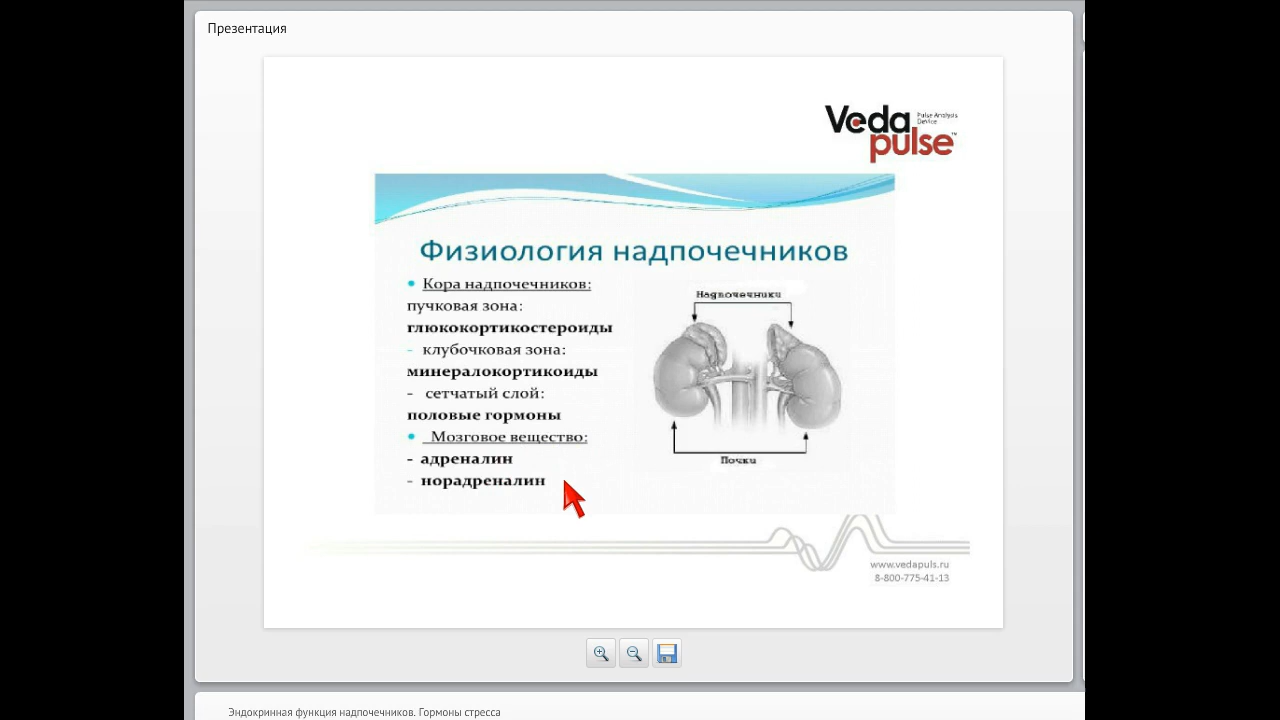 Презентация
Veda
Pulse Analysis
Device
pulse™
Физиология надпочечников
Кора надпочечников:
пучковая зона:
глюкокортикостероиды
- клубочковая зона:
минералокортикоиды
- сетчатый слой:
половые гормоны
Мозговое вещество:
- адреналин
- норадреналин
Надпочечники
Почки
www.vedapuls.ru
8-800-775-41-13
Эндокринная функция надпочечников. Гормоны стресса